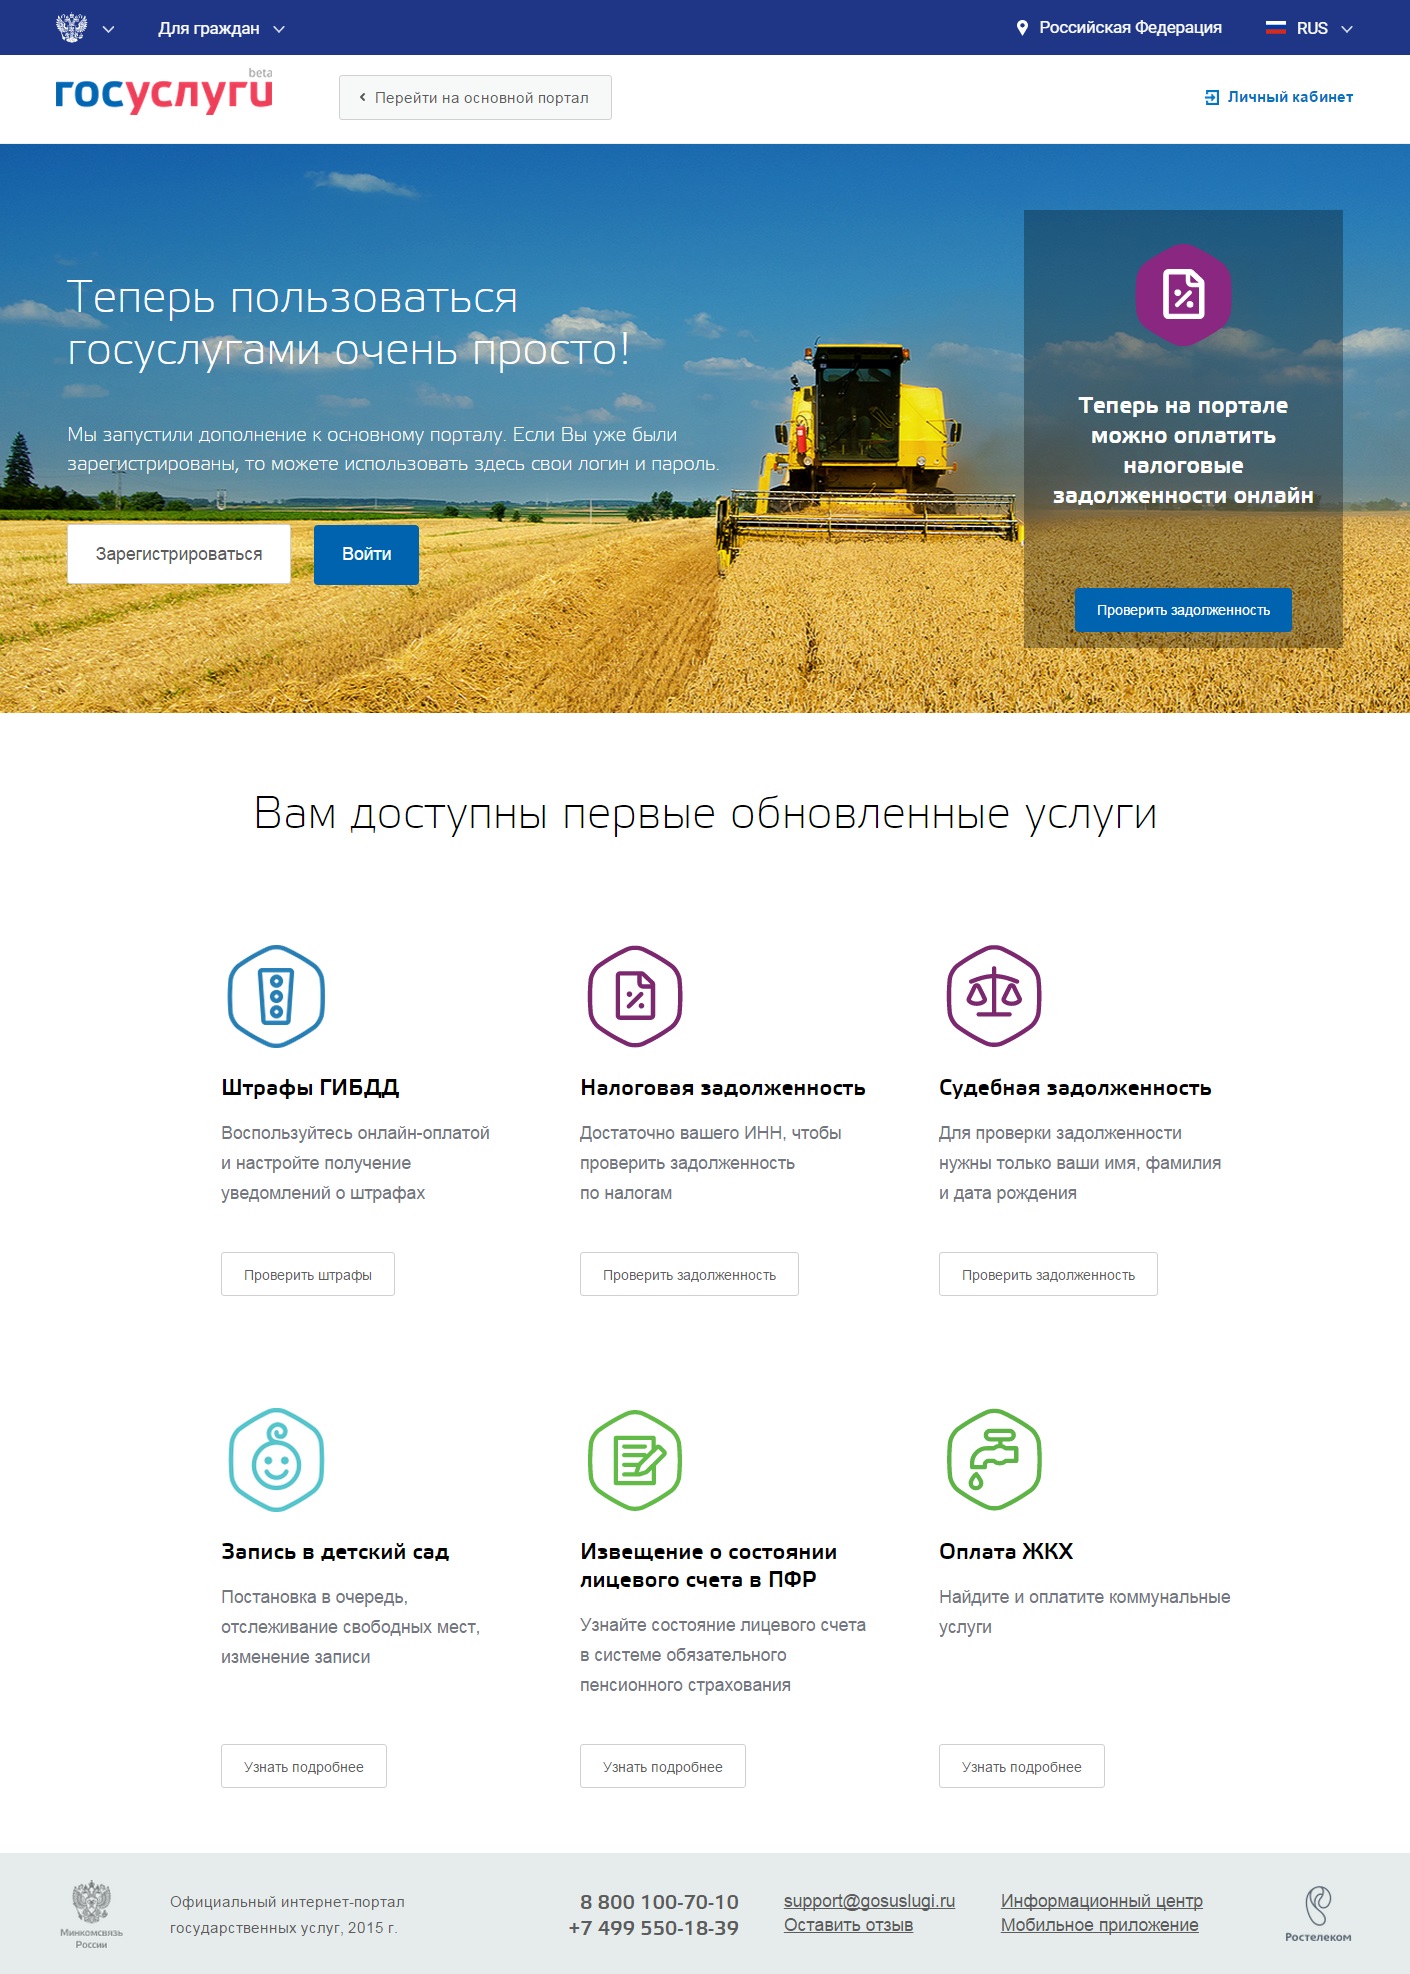 Для граждан
Российская Федерация
RUS
госуслуги
beta
Перейти на основной портал
Личный кабинет
Теперь пользоваться
госуслугами очень просто!
Мы запустили дополнение к основному порталу. Если Вы уже были
зарегистрированы, то можете использовать здесь свои логин и пароль.
Зарегистрироваться
Войти
Теперь на портале
можно оплатить
налоговые
задолженности онлайн
Проверить задолженность
Вам доступны первые обновленные услуги
Штрафы ГИБДД
Воспользуйтесь онлайн-оплатой
и настройте получение
уведомлений о штрафах
Проверить штрафы
Налоговая задолженность
Достаточно вашего ИНН, чтобы
проверить задолженность
по налогам
Проверить задолженность
Судебная задолженность
Для проверки задолженности
нужны только ваши имя, фамилия
и дата рождения
Проверить задолженность
Запись в детский сад
Постановка в очередь,
отслеживание свободных мест,
изменение записи
Узнать подробнее
Извещение о состоянии
лицевого счета в ПФР
Узнайте состояние лицевого счета
в системе обязательного
пенсионного страхования
Узнать подробнее
Оплата ЖКХ
Найдите и оплатите коммунальные
услуги
Узнать подробнее
Минкомсвязь
России
Официальный интернет-портал
государственных услуг, 2015 г.
8 800 100-70-10
+7 499 550-18-39
support@gosuslugi.ru
Оставить отзыв
Информационный центр
Мобильное приложение
Ростелеком